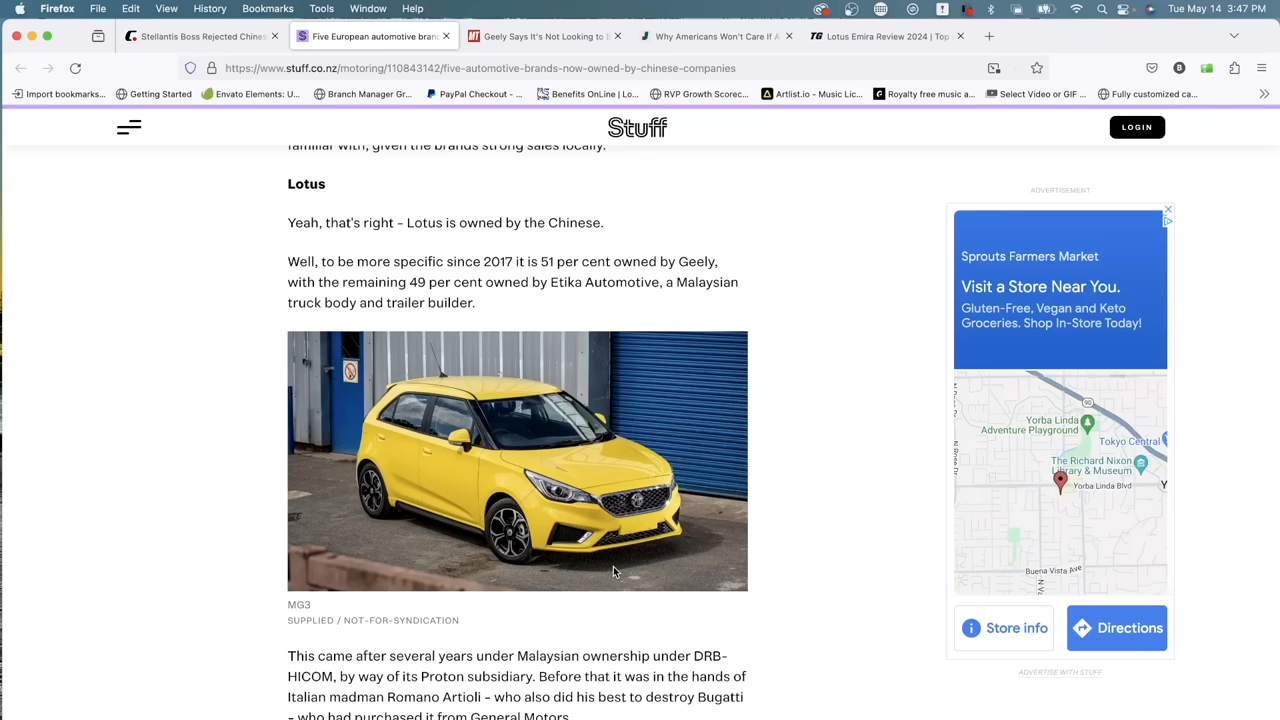 Firefox File Edit View History Bookmarks Tools Window Help Tue May 14 3:47 PM
Stellantis Boss Rejected Chines Five European automotive bran Geely Says It's Not Looking to E Why Americans Won't Care If A Lotus Emira Review 2024 | Top
https://www.stuff.co.nz/motoring/110843142/five-automotive-brands-now-owned-by-chinese-companies
Import bookmarks... Getting Started Envato Elements: U... Branch Manager Gr... PayPal Checkout - ... Benefits OnLine | Lo... RVP Growth Scorec... Artlist.io - Music Lic... Royalty free music a... Select Video or GIF ... Fully customized ca...
Stuff
LOGIN
familiar with, given the brands strong sales locally.
Lotus
Yeah, that's right - Lotus is owned by the Chinese.
Well, to be more specific since 2017 it is 51 per cent owned by Geely,
with the remaining 49 per cent owned by Etika Automotive, a Malaysian
truck body and trailer builder.
MG3
SUPPLIED / NOT-FOR-SYNDICATION
This came after several years under Malaysian ownership under DRB-
HICOM, by way of its Proton subsidiary. Before that it was in the hands of
Italian madman Romano Artioli - who also did his best to destroy Bugatti
- who had purchased it from General Motors.
ADVERTISEMENT
Sprouts Farmers Market
Visit a Store Near You.
Gluten-Free, Vegan and Keto
Groceries. Shop In-Store Today!
90
Yorba Linda
Adventure Playground
Tokyo Central
The Richard Nixon
Library & Museum
Yorba Linda Blvd
Buena Vista Ave
Store info
Directions
ADVERTISE WITH STUFF